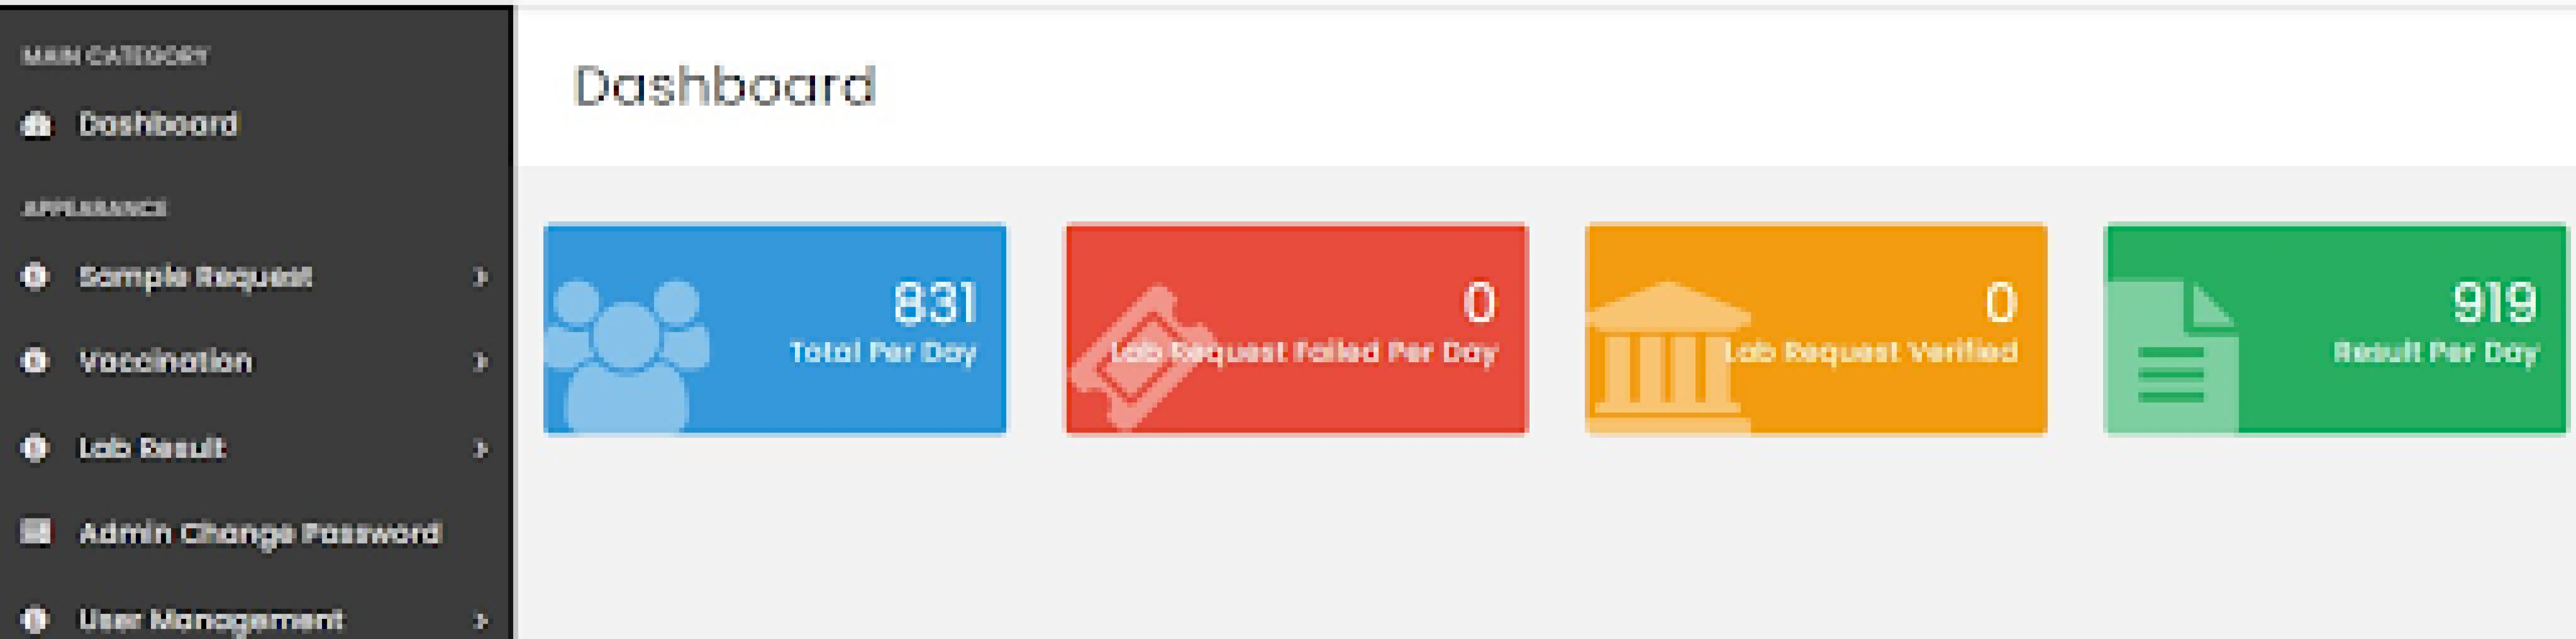 MAIN CATEGORY
Dashboard
APPEARANCE
Sample Request
Vaccination
Lab Result
Admin Change Password
User Management
Dashboard
831
Total Per Day
0
Lab Request Failed Per Day
0
Lab Request Verified
919
Result Per Day